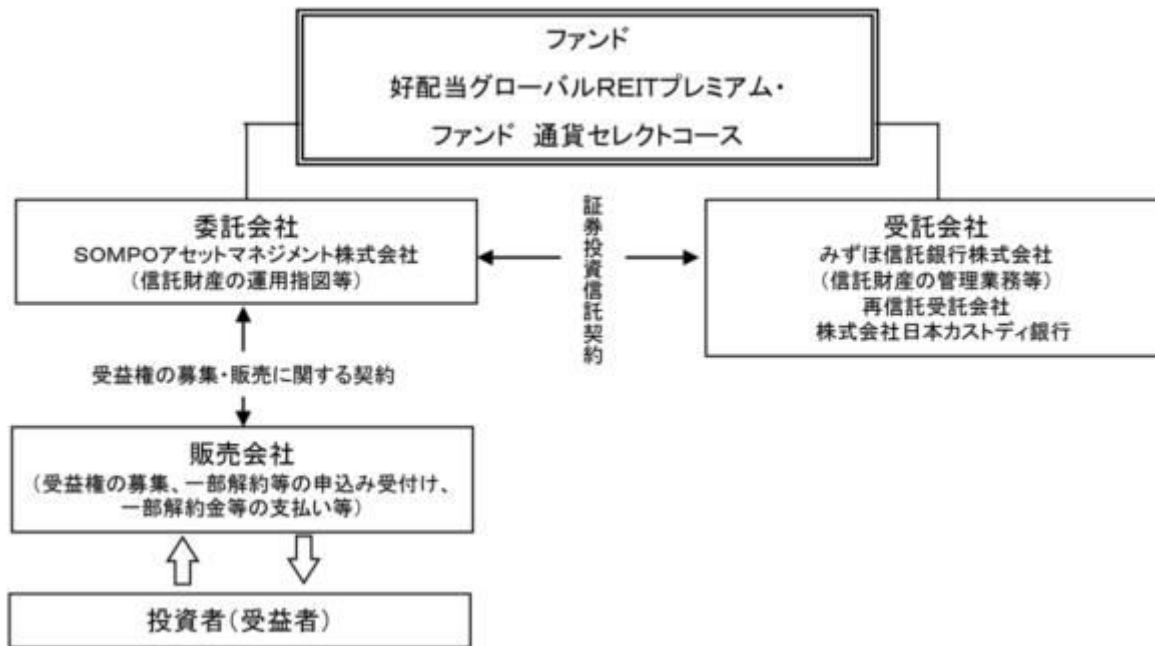 ファンド
好配当グローバルREITプレミアム・
ファンド 通貨セレクトコース
委託会社
SOMPOアセットマネジメント株式会社
(信託財産の運用指図等)
証券投資信託契約
受託会社
みずほ信託銀行株式会社
(信託財産の管理業務等)
再信託受託会社
株式会社日本カストディ銀行
受益権の募集・販売に関する契約
販売会社
(受益権の募集、一部解約等の申込み受付け、
一部解約金等の支払い等)
投資者(受益者)